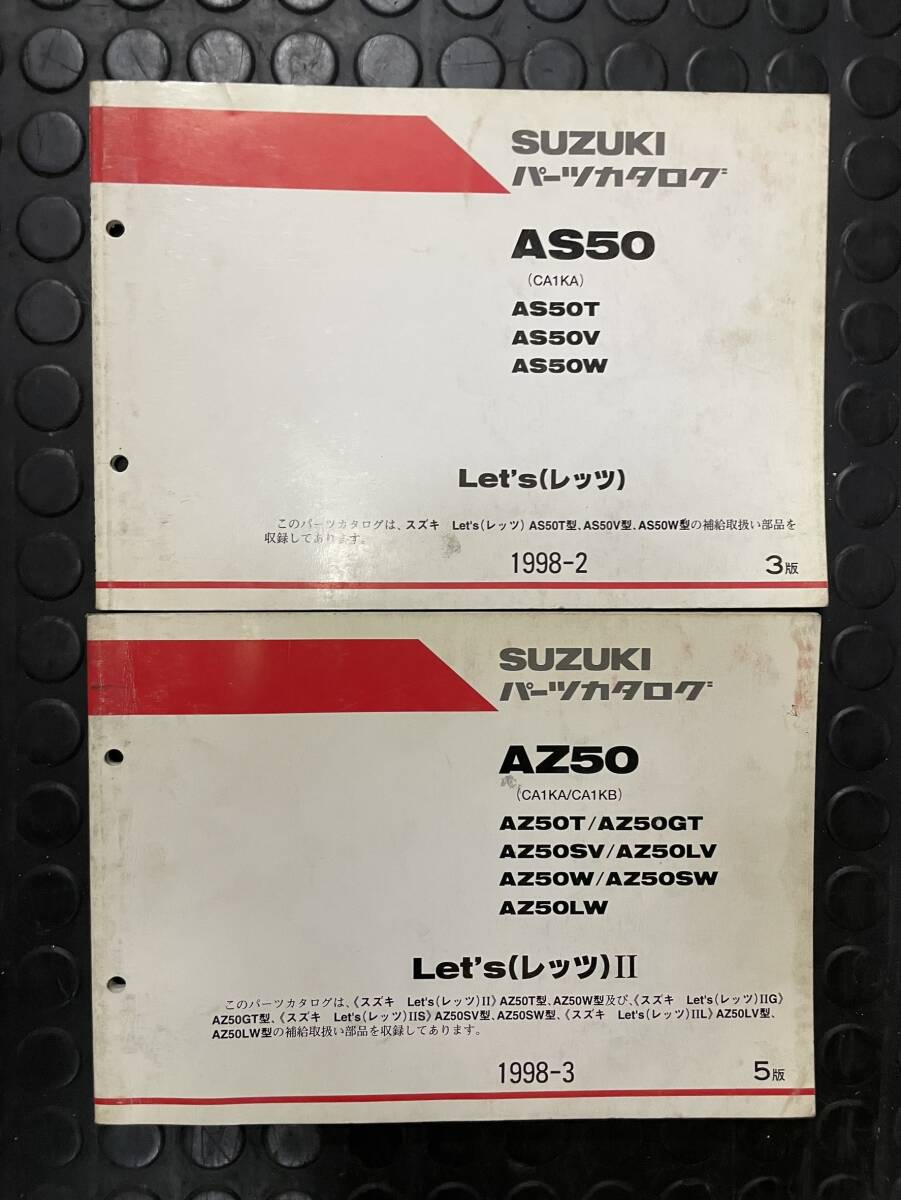 SUZUKI
パーツカタログ
AS50
(CA1KA)
AS50T
AS50V
AS50W
Let's(レッツ)
このパーツカタログは、スズキ Let's(レッツ) AS50T型、AS50V型、AS50W型の補給取扱い部品を
収録してあります。
1998-2 3版
SUZUKI
パーツカタログ
AZ50
(CA1KA/CA1KB)
AZ50T/AZ50GT
AZ50SV/AZ50LV
AZ50W/AZ50SW
AZ50LW
Let's(レッツ)II
このパーツカタログは、《スズキ Let's(レッツ)II》AZ50T型、AZ50W型及び、《スズキ Let's(レッツ)IIG》
AZ50GT型、《スズキ Let's(レッツ)IIS》AZ50SV型、AZ50SW型、《スズキ Let's(レッツ)IIL》AZ50LV型、
AZ50LW型の補給取扱い部品を収録してあります。
1998-3 5版